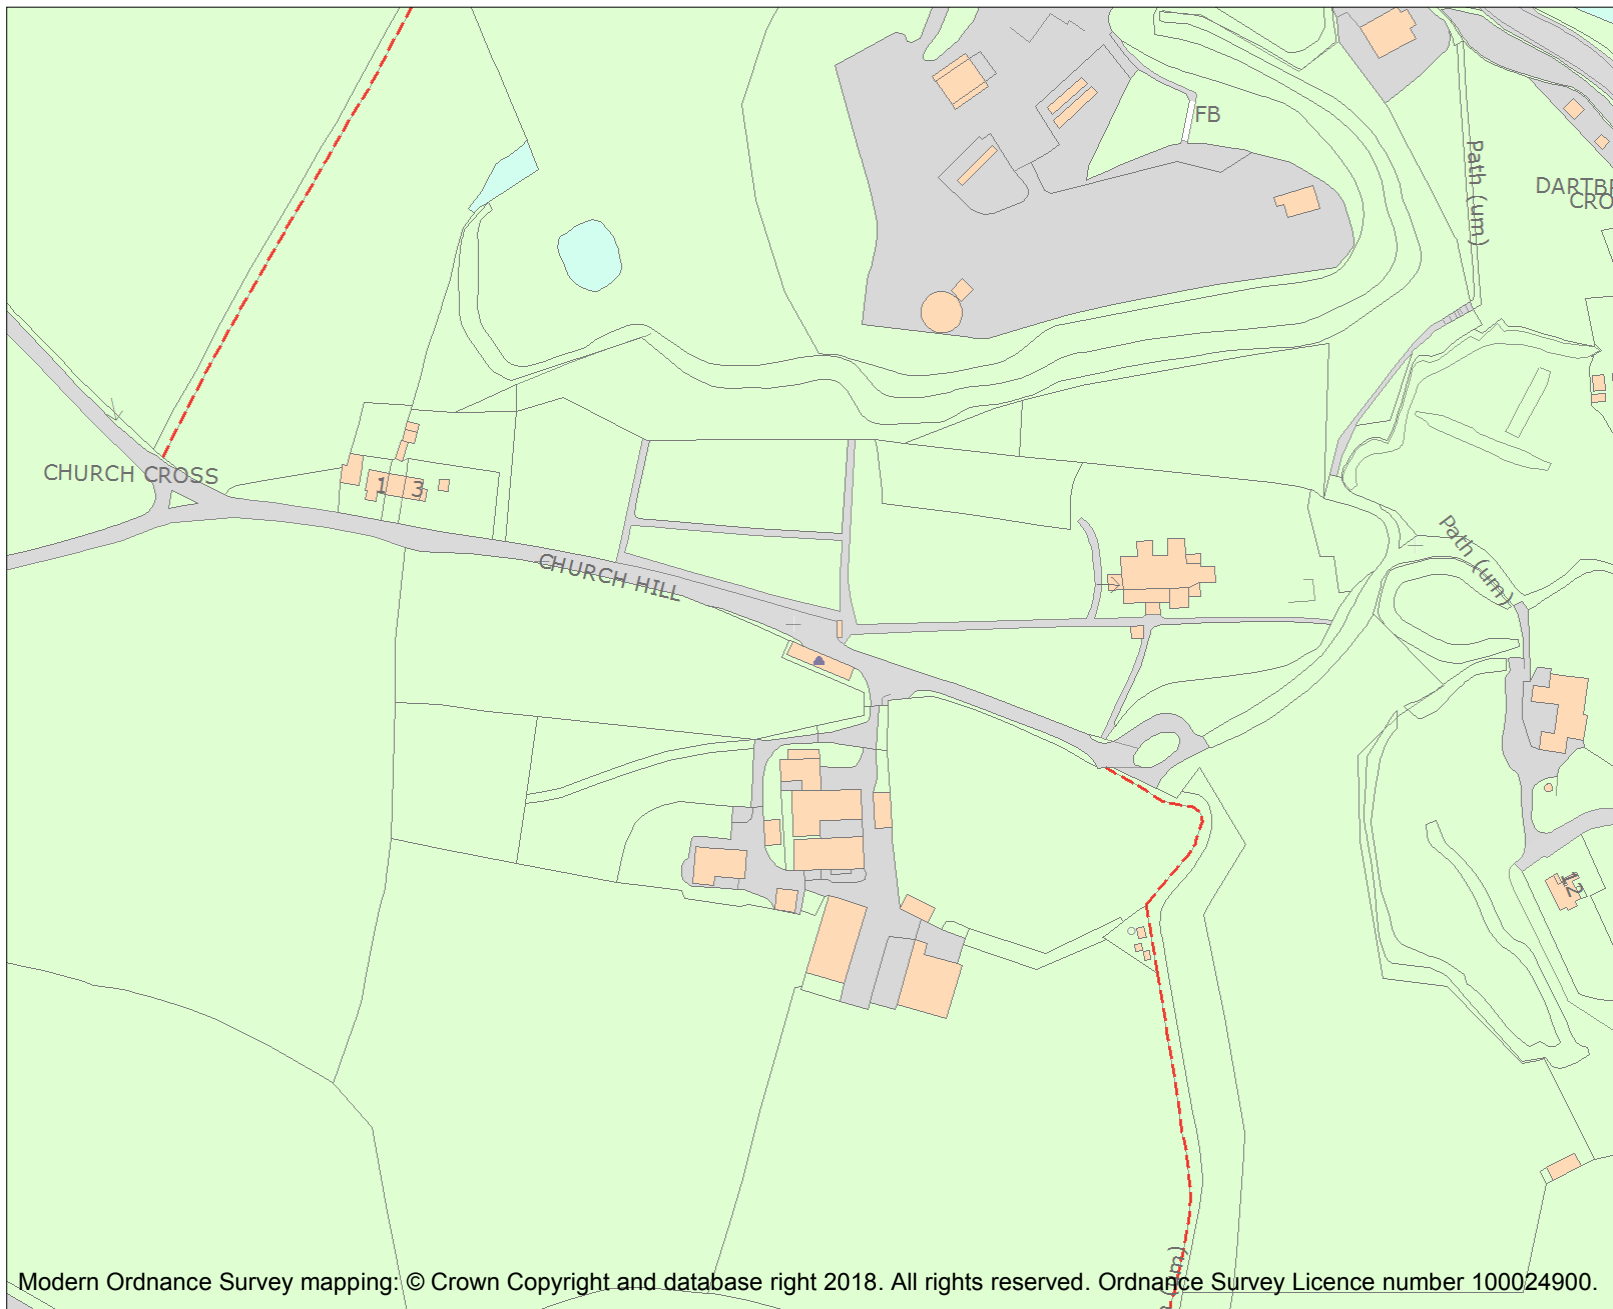 FB
Path (um)
CRO
CHURCH CROSS
1
3
CHURCH HILL
Path (um)
12
(um)
Modern Ordnance Survey mapping: © Crown Copyright and database right 2018. All rights reserved. Ordnance Survey Licence number 100024900.